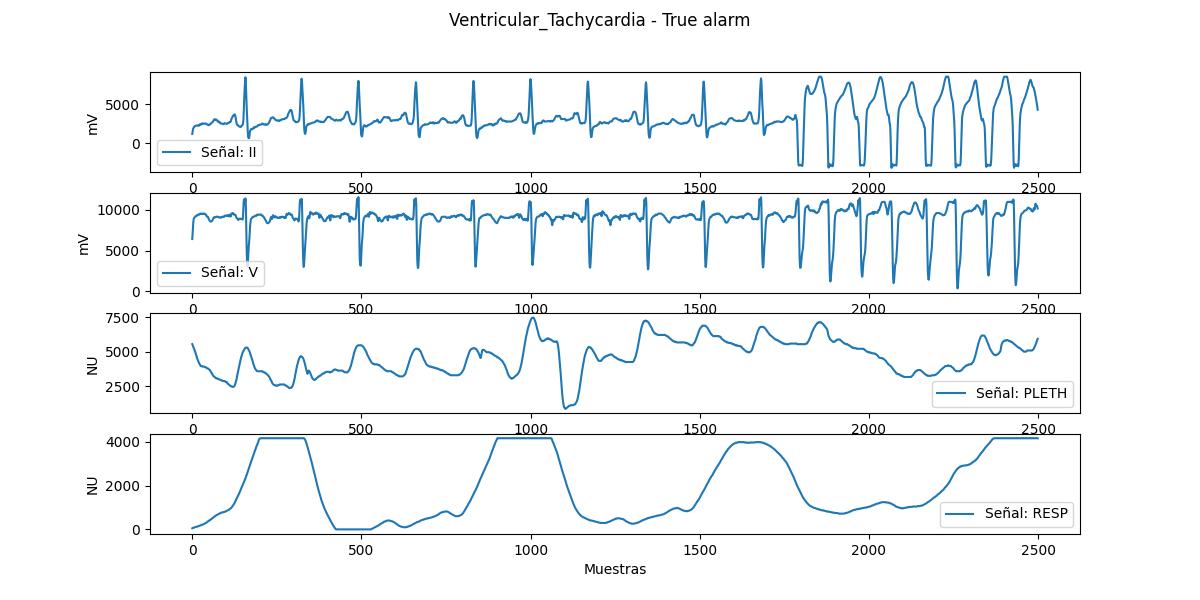 Ventricular_Tachycardia - True alarm
5000
0
mV
Señal: II
0 500 1000 1500 2000 2500
10000
5000
0
mV
Señal: V
0 500 1000 1500 2000 2500
7500
5000
2500
NU
Señal: PLETH
0 500 1000 1500 2000 2500
4000
2000
0
NU
Señal: RESP
0 500 1000 1500 2000 2500
Muestras